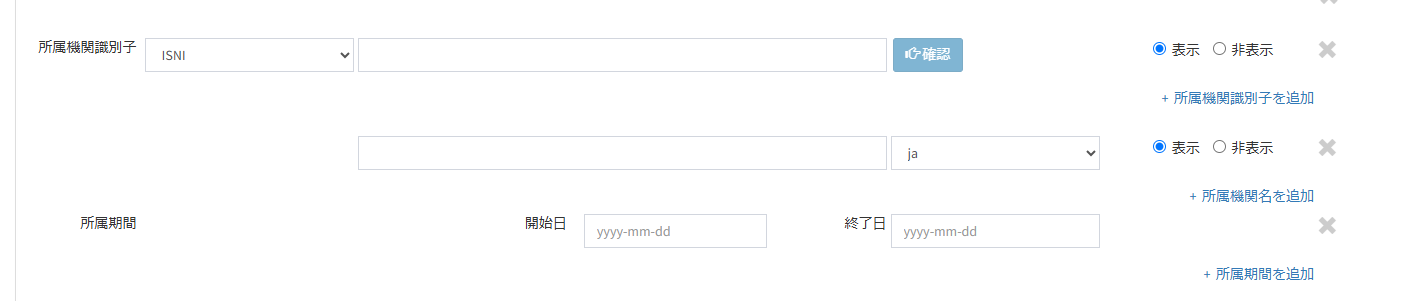 所属機関識別子 ISNI 確認 表示 非表示
+ 所属機関識別子を追加
ja 表示 非表示
+ 所属機関名を追加
所属期間 開始日 yyyy-mm-dd 終了日 yyyy-mm-dd
+ 所属期間を追加